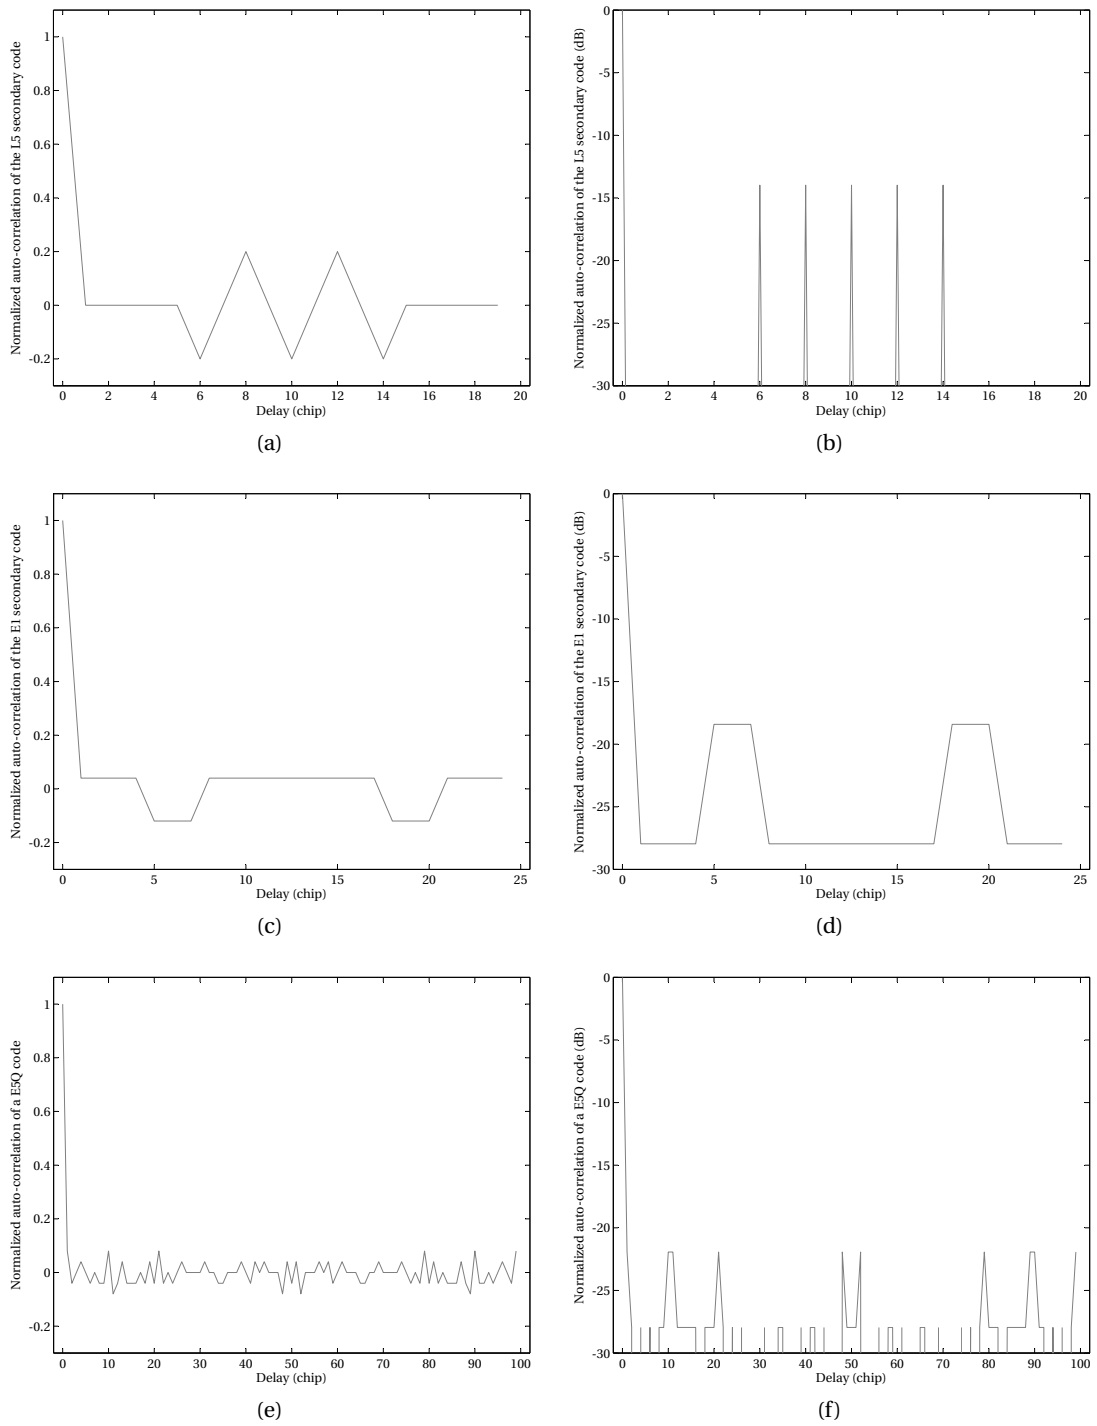 Normalized auto-correlation of the L5 secondary code
1
0.8
0.6
0.4
0.2
0
-0.2
0 2 4 6 8 10 12 14 16 18 20
Delay (chip)
(a)
Normalized auto-correlation of the L5 secondary code (dB)
0
-5
-10
-15
-20
-25
-30
0 2 4 6 8 10 12 14 16 18 20
Delay (chip)
(b)
Normalized auto-correlation of the E1 secondary code
1
0.8
0.6
0.4
0.2
0
-0.2
0 5 10 15 20 25
Delay (chip)
(c)
Normalized auto-correlation of the E1 secondary code (dB)
0
-5
-10
-15
-20
-25
-30
0 5 10 15 20 25
Delay (chip)
(d)
Normalized auto-correlation of a E5Q code
1
0.8
0.6
0.4
0.2
0
-0.2
0 10 20 30 40 50 60 70 80 90 100
Delay (chip)
(e)
Normalized auto-correlation of a E5Q code (dB)
0
-5
-10
-15
-20
-25
-30
0 10 20 30 40 50 60 70 80 90 100
Delay (chip)
(f)